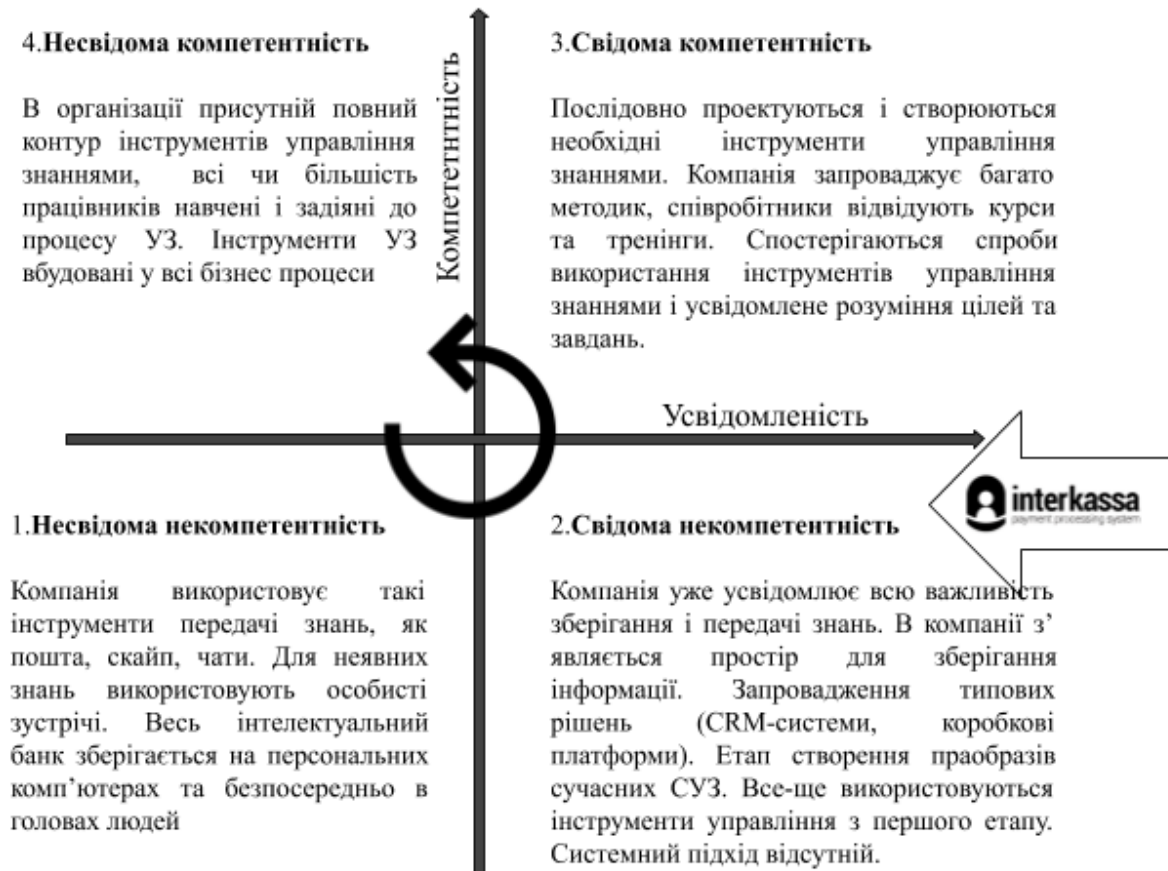 4.Несвідома компетентність
В організації присутній повний
контур інструментів управління
знаннями, всі чи більшість
працівників навчені і задіяні до
процесу УЗ. Інструменти УЗ
вбудовані у всі бізнес процеси
Компететнтність
3.Свідома компетентність
Послідовно проектуються і створюються
необхідні інструменти управління
знаннями. Компанія запроваджує багато
методик, співробітники відвідують курси
та тренінги. Спостерігаються спроби
використання інструментів управління
знаннями і усвідомлене розуміння цілей та
завдань.
Усвідомленість
interkassa
payment processing system
1.Несвідома некомпетентність
Компанія використовує такі
інструменти передачі знань, як
пошта, скайп, чати. Для неявних
знань використовують особисті
зустрічі. Весь інтелектуальний
банк зберігається на персональних
комп’ютерах та безпосередньо в
головах людей
2.Свідома некомпетентність
Компанія уже усвідомлює всю важливість
зберігання і передачі знань. В компанії з’
являється простір для зберігання
інформації. Запровадження типових
рішень (CRM-системи, коробкові
платформи). Етап створення праобразів
сучасних СУЗ. Все-ще використовуються
інструменти управління з першого етапу.
Системний підхід відсутній.